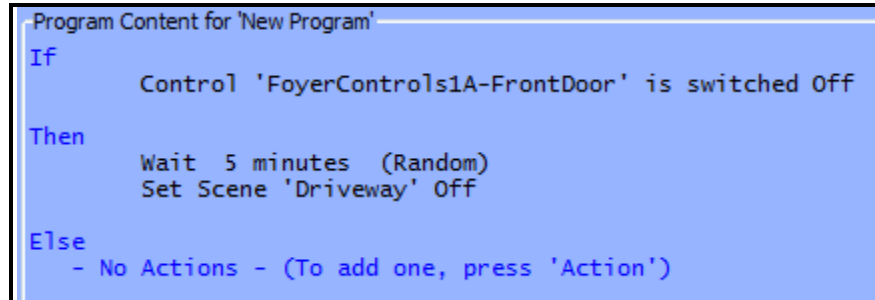 Program Content for 'New Program'
If
Control 'FoyerControls1A-FrontDoor' is switched Off
Then
Wait  5 minutes  (Random)
Set Scene 'Driveway' Off
Else
- No Actions - (To add one, press 'Action')